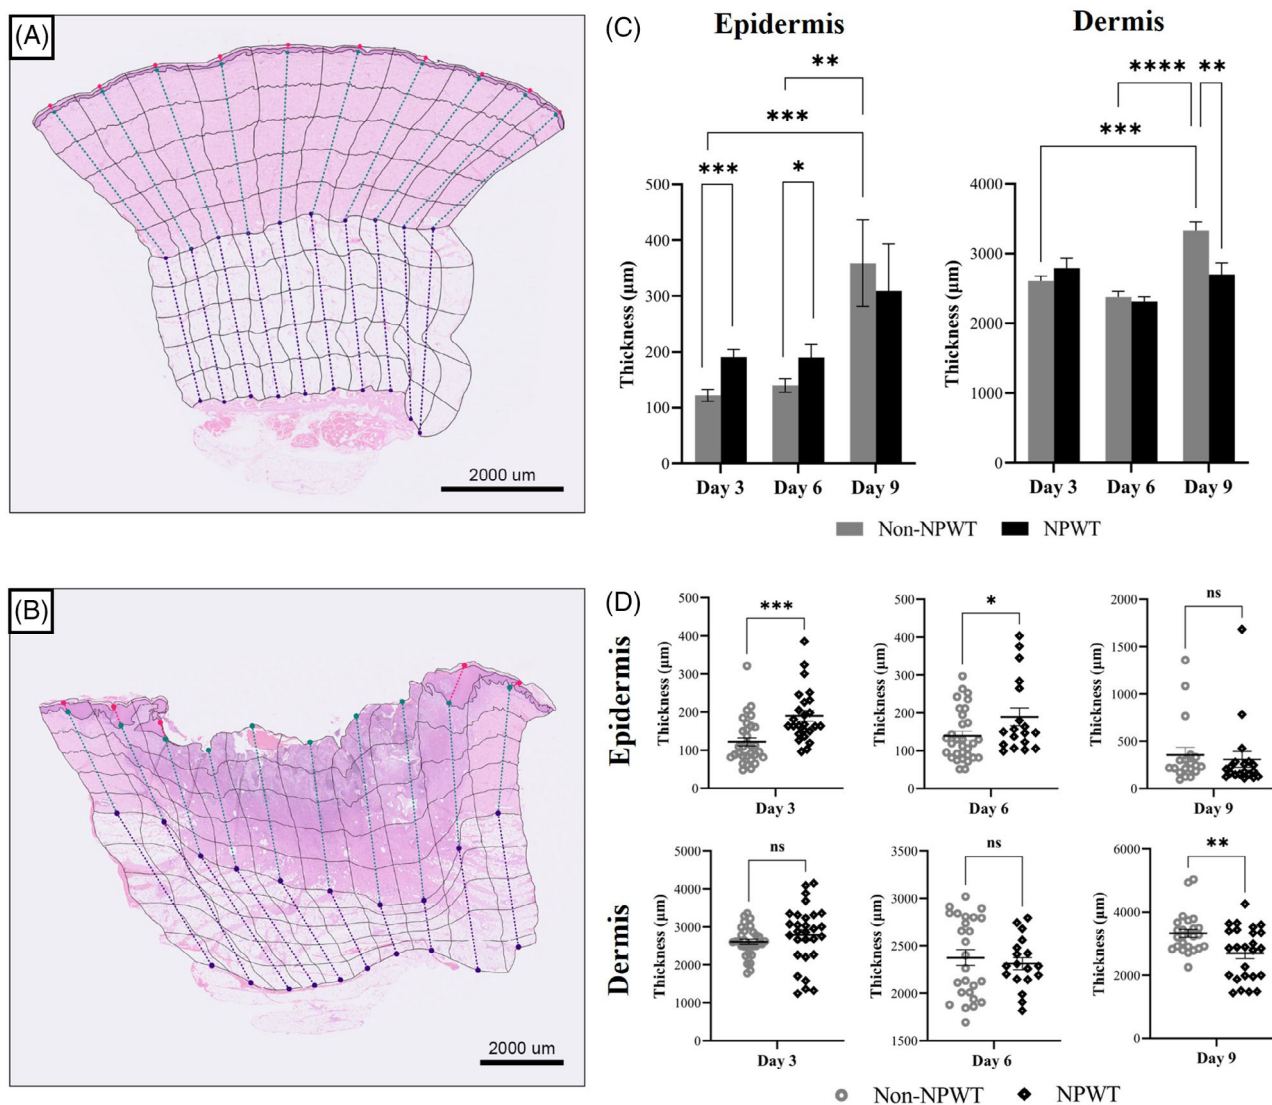 (A)
2000 um
(C)
Epidermis
Dermis
**
***
***
*
****
**
***
Thickness (µm)
500
400
300
200
100
0
Day 3
Day 6
Day 9
Thickness (µm)
4000
3000
2000
1000
0
Day 3
Day 6
Day 9
Non-NPWT
NPWT
(B)
2000 um
(D)
Epidermis
Thickness (µm)
500
400
300
200
100
0
***
Day 3
Thickness (µm)
500
400
300
200
100
0
*
Day 6
Thickness (µm)
2000
1500
1000
500
0
ns
Day 9
Dermis
Thickness (µm)
5000
4000
3000
2000
1000
0
ns
Day 3
Thickness (µm)
3500
3000
2500
2000
1500
ns
Day 6
Thickness (µm)
6000
4000
2000
0
**
Day 9
Non-NPWT
NPWT